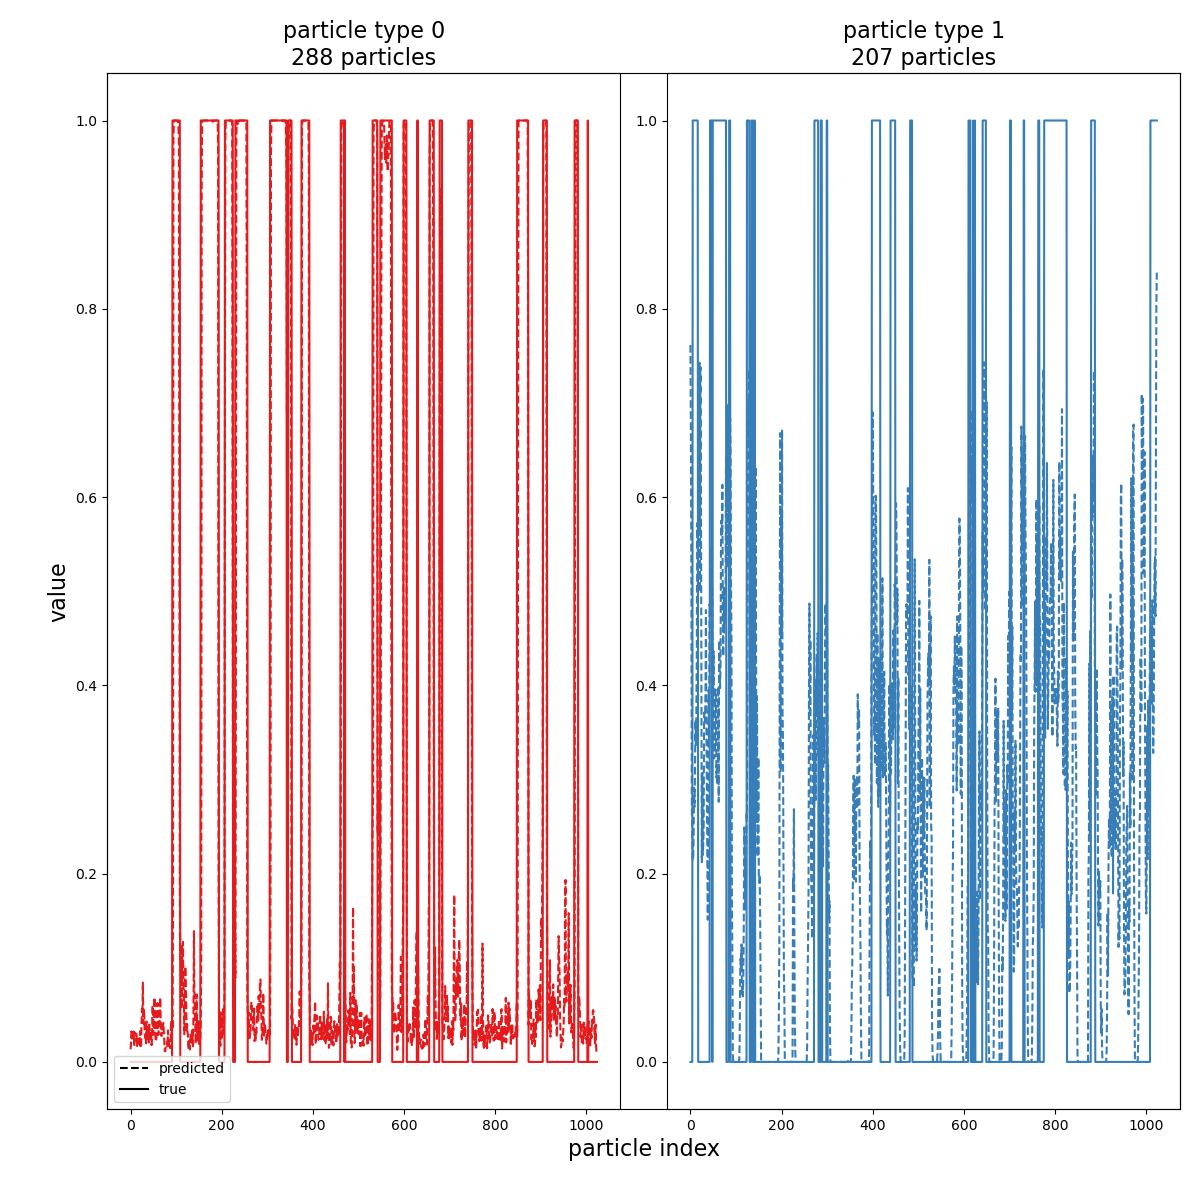 particle type 0
288 particles
particle type 1
207 particles
value
1.0
0.8
0.6
0.4
0.2
0.0
1.0
0.8
0.6
0.4
0.2
0.0
predicted
true
0 200 400 600 800 1000
0 200 400 600 800 1000
particle index